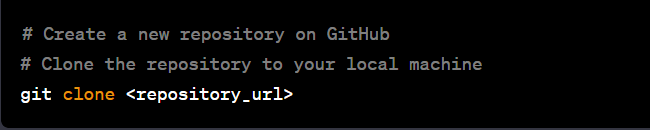 # Create a new repository on GitHub
# Clone the repository to your local machine
git clone <repository_url>